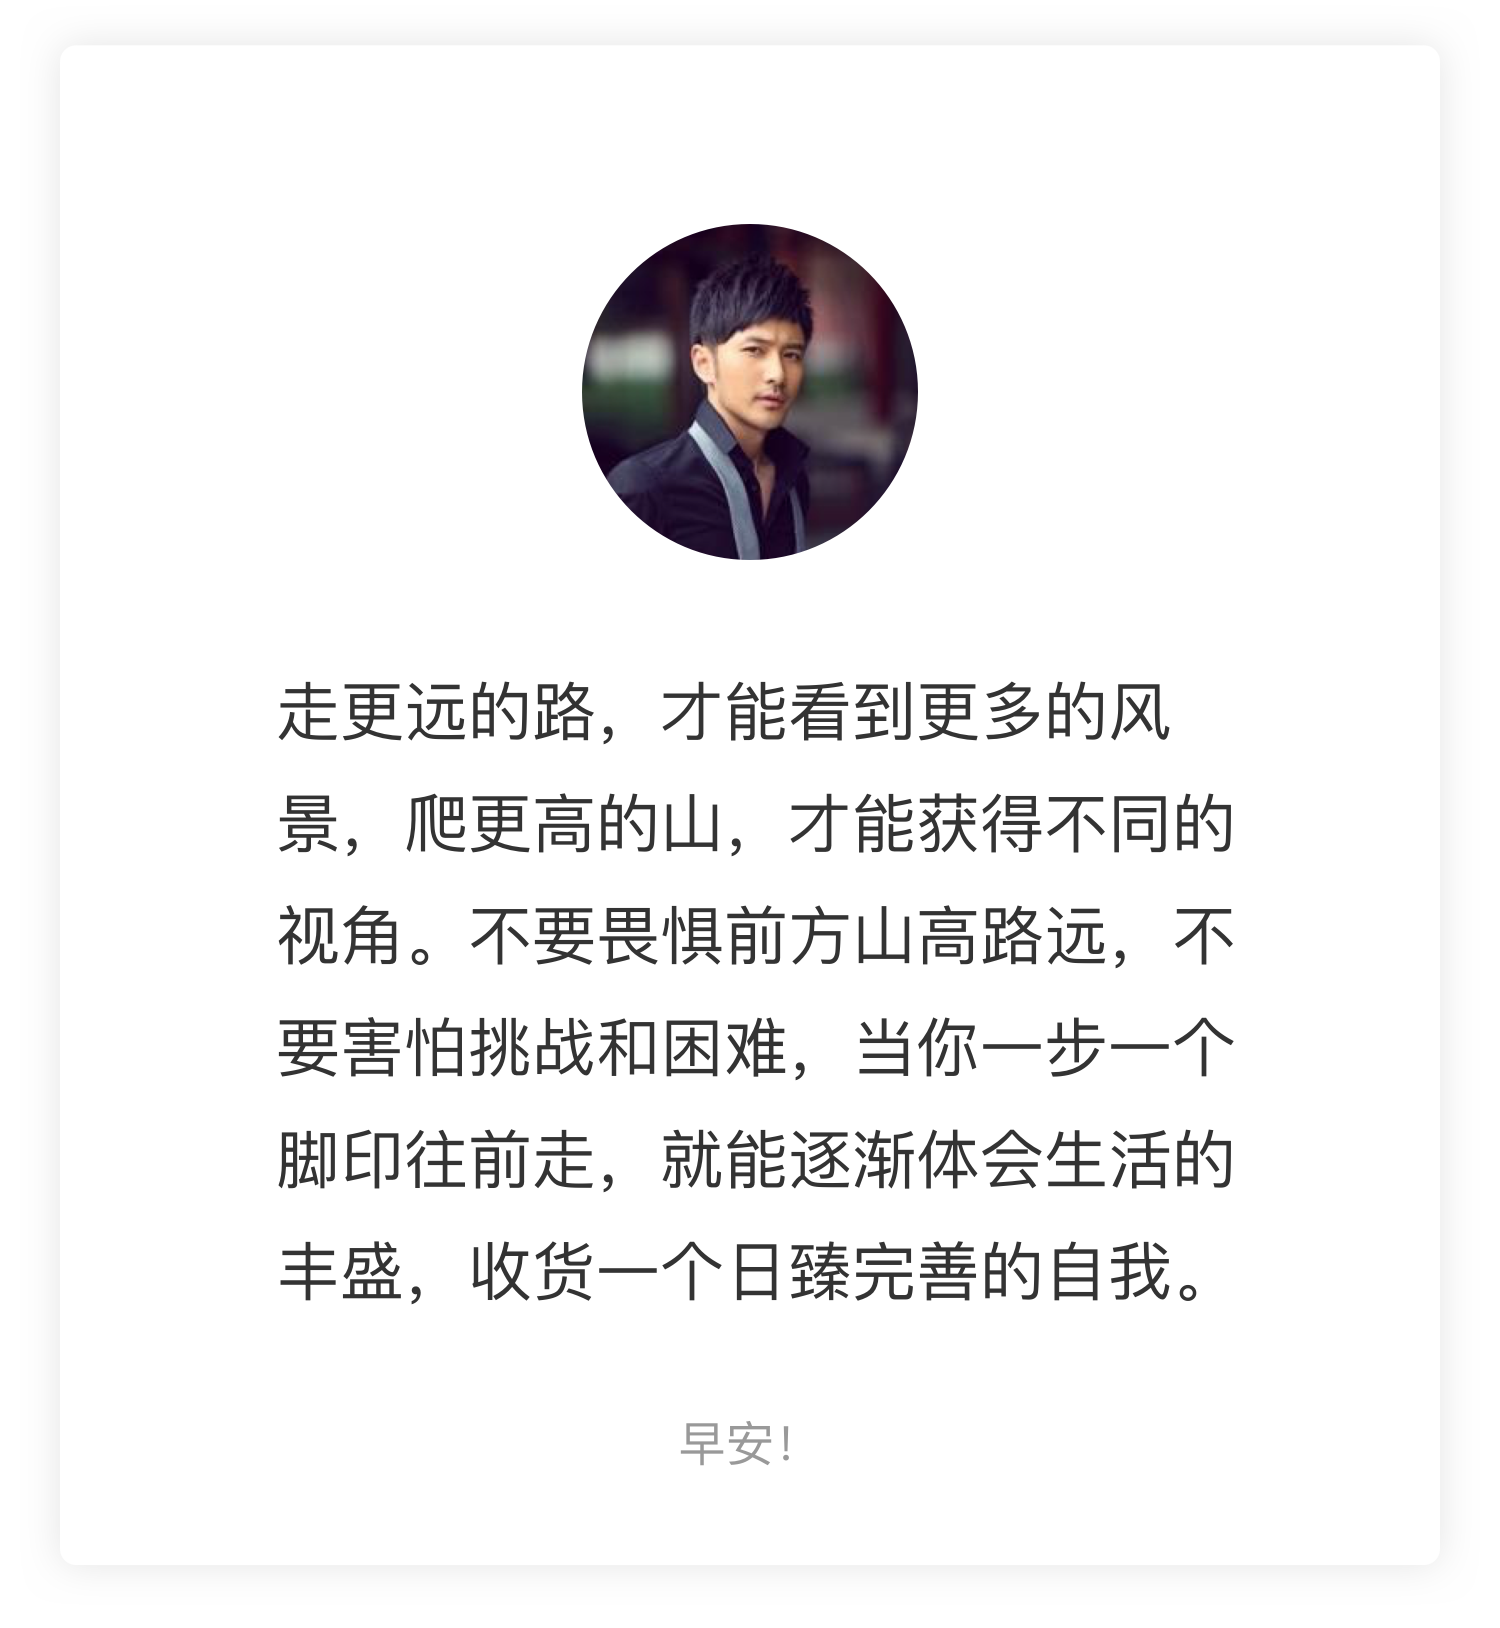 走更远的路，才能看到更多的风
景，爬更高的山，才能获得不同的
视角。不要畏惧前方山高路远，不
要害怕挑战和困难，当你一步一个
脚印往前走，就能逐渐体会生活的
丰盛，收货一个日臻完善的自我。
早安！